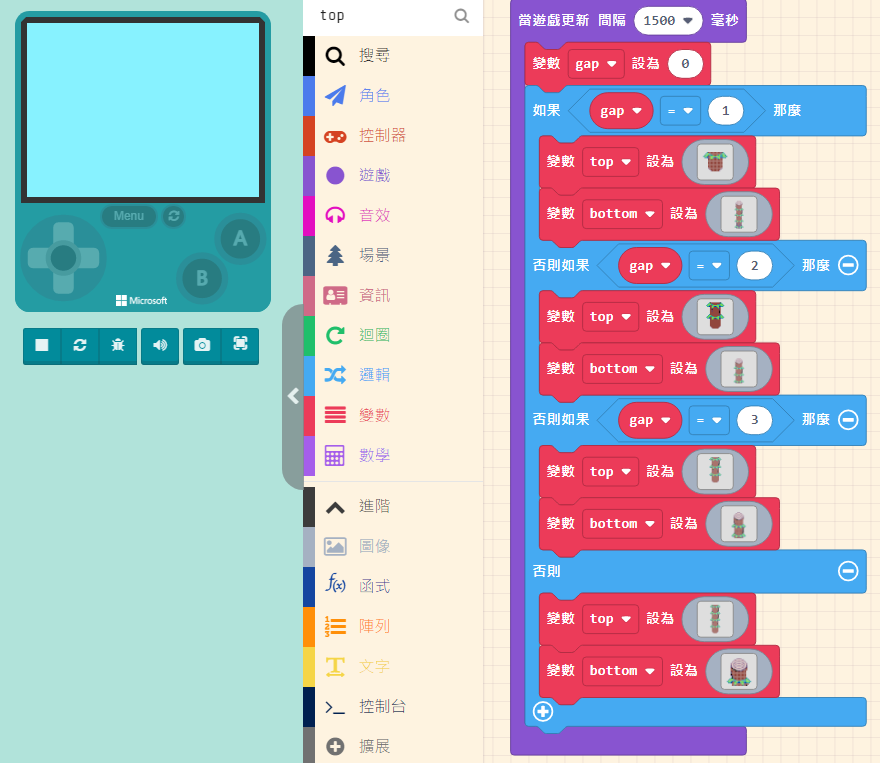 Menu
A
B
Microsoft
top
搜尋
角色
控制器
遊戲
音效
場景
資訊
迴圈
邏輯
變數
數學
進階
圖像
f(x) 函式
陣列
文字
控制台
擴展
當遊戲更新 間隔 1500 毫秒
變數 gap 設為 0
如果 gap = 1 那麼
變數 top 設為
變數 bottom 設為
否則如果 gap = 2 那麼
變數 top 設為
變數 bottom 設為
否則如果 gap = 3 那麼
變數 top 設為
變數 bottom 設為
否則
變數 top 設為
變數 bottom 設為